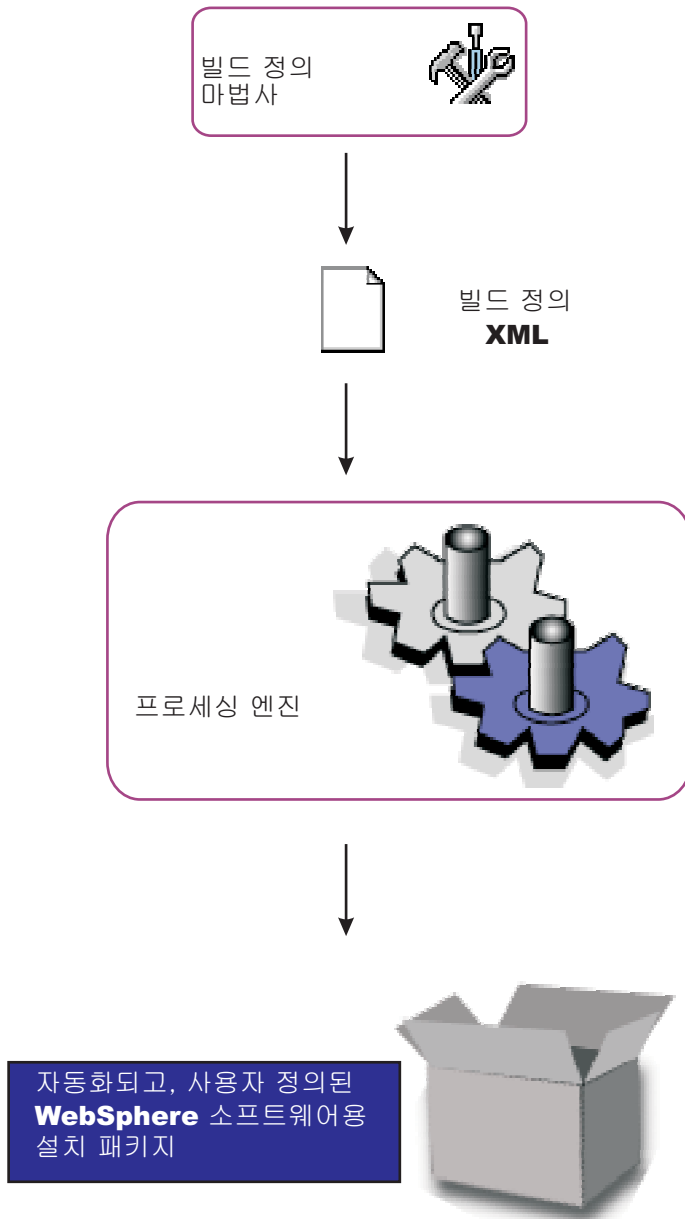 빌드 정의
마법사
빌드 정의
XML
프로세싱 엔진
자동화되고, 사용자 정의된
WebSphere 소프트웨어용
설치 패키지